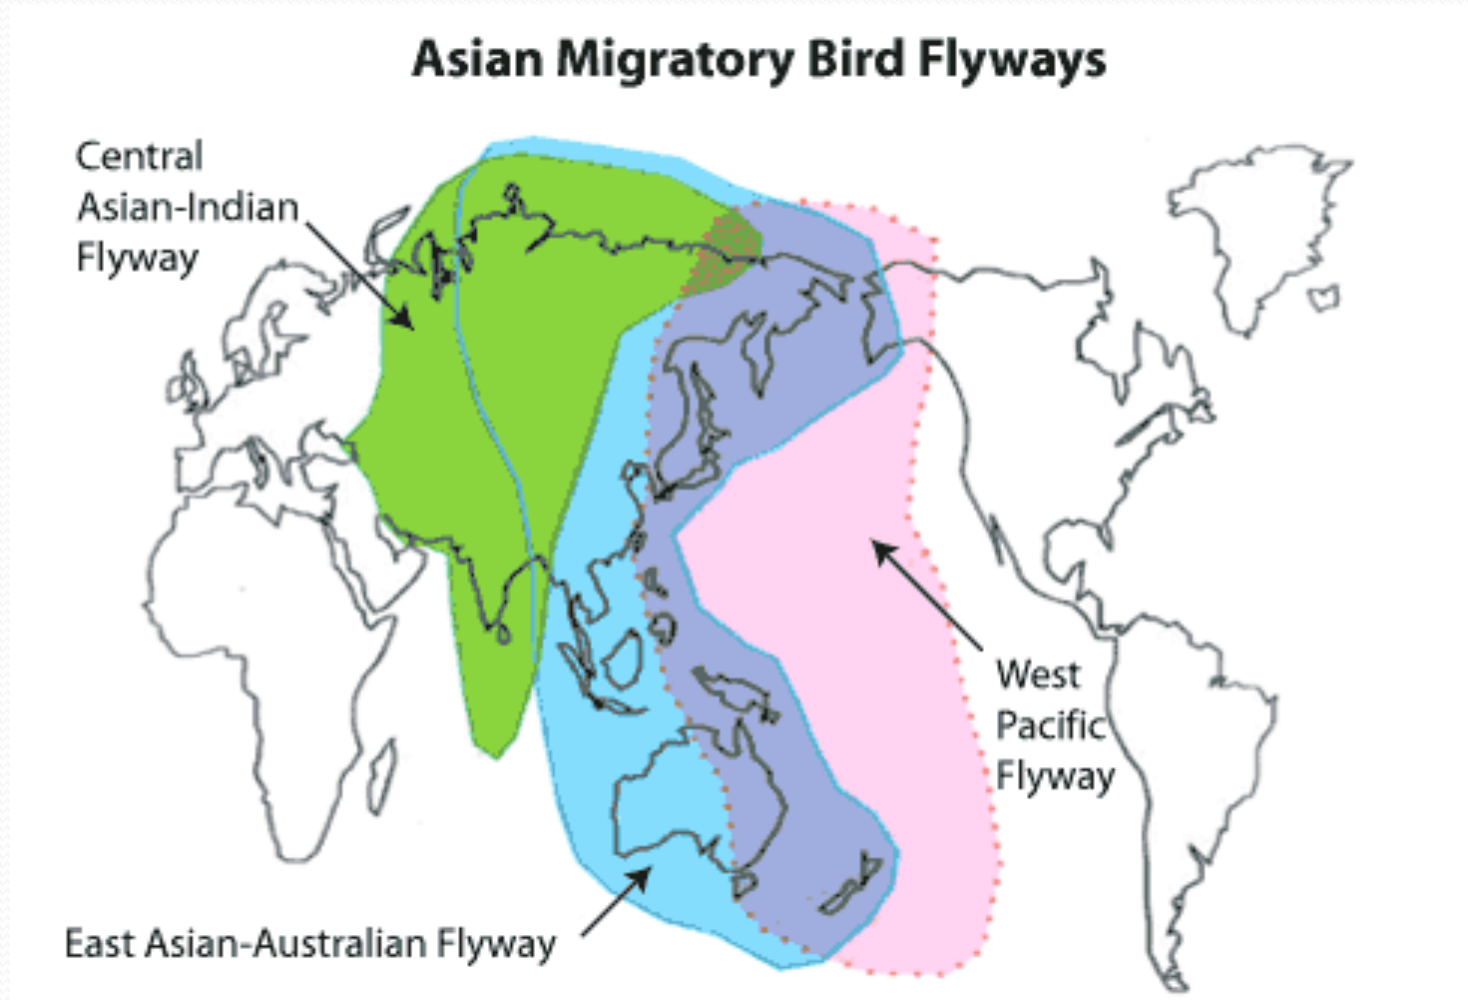 Asian Migratory Bird Flyways
Central
Asian-Indian
Flyway
West
Pacific
Flyway
East Asian-Australian Flyway